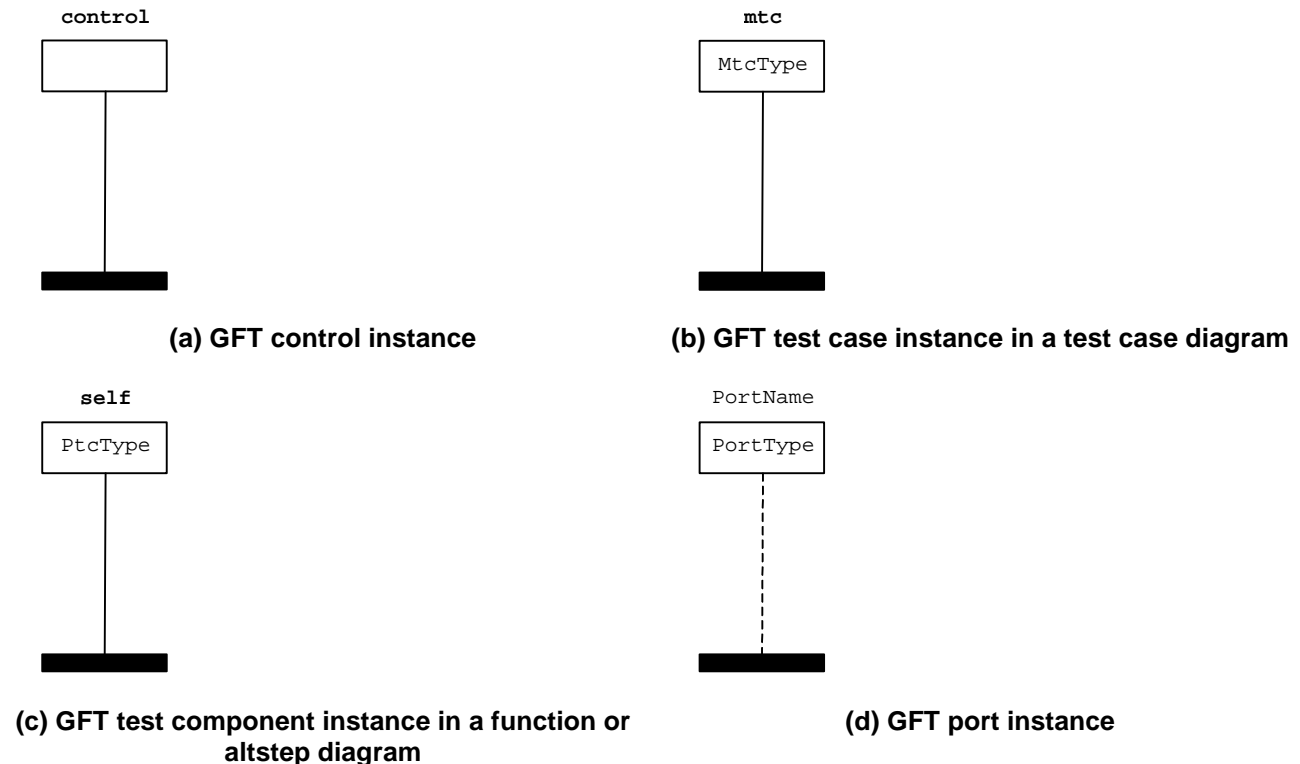 control
mtc
MtcType
(a) GFT control instance
(b) GFT test case instance in a test case diagram
self
PortName
PtcType
PortType
(c) GFT test component instance in a function or
altstep diagram
(d) GFT port instance